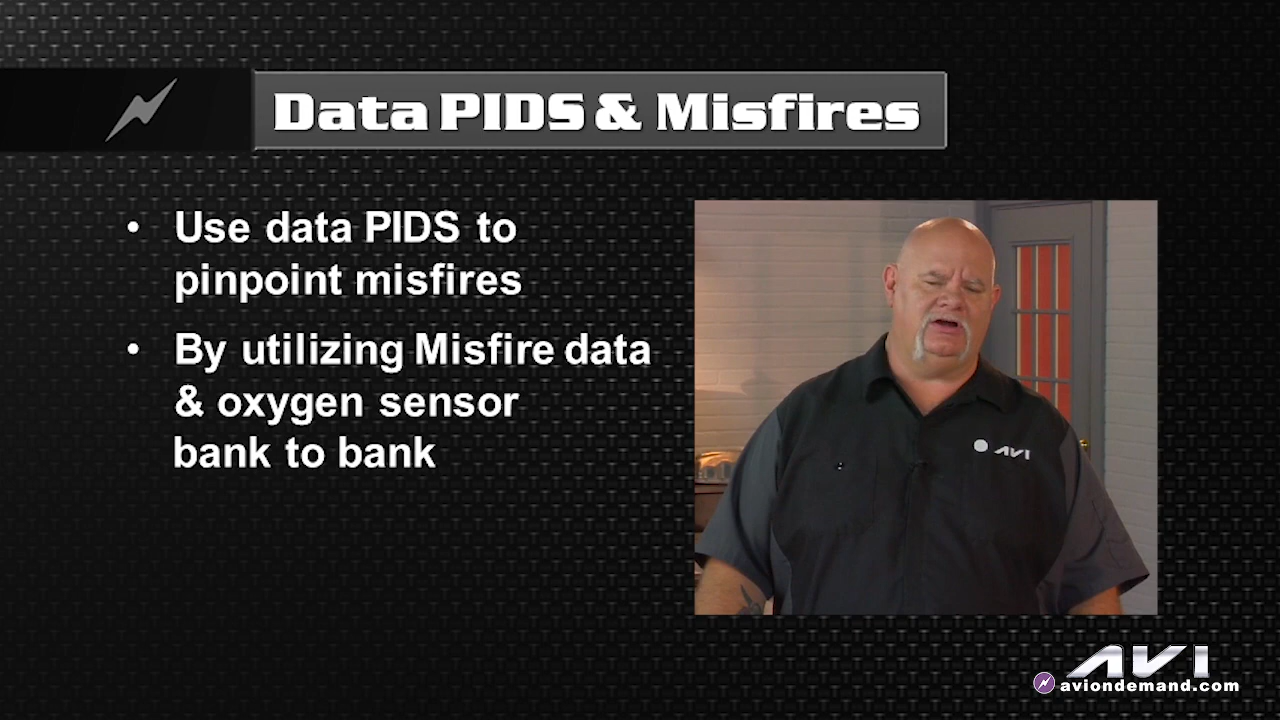 Data PIDS & Misfires
• Use data PIDS to
pinpoint misfires
• By utilizing Misfire data
& oxygen sensor
bank to bank
AVI
AVI
aviondemand.com